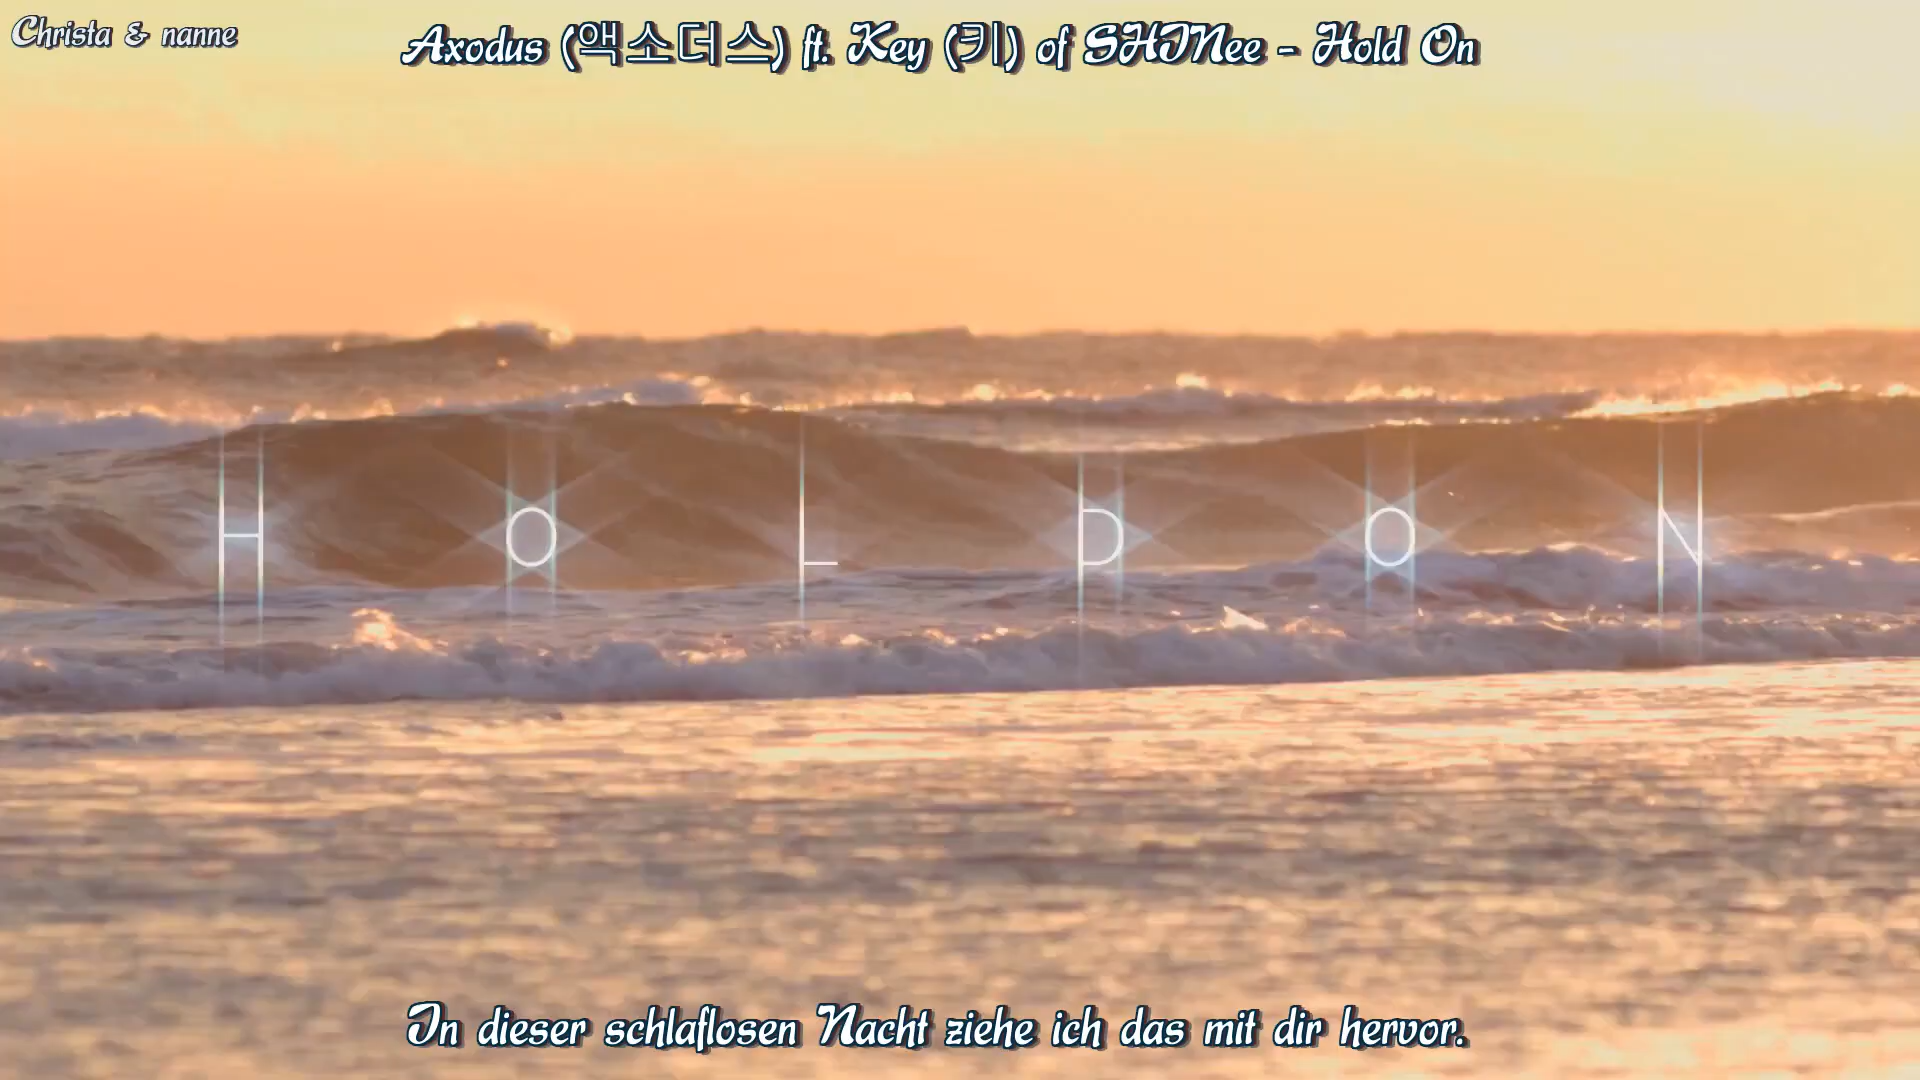 Christa & nanne
Axodus (액소더스) ft. Key (키) of SHINee - Hold On
H O L D O N
In dieser schlaflosen Nacht ziehe ich das mit dir hervor.